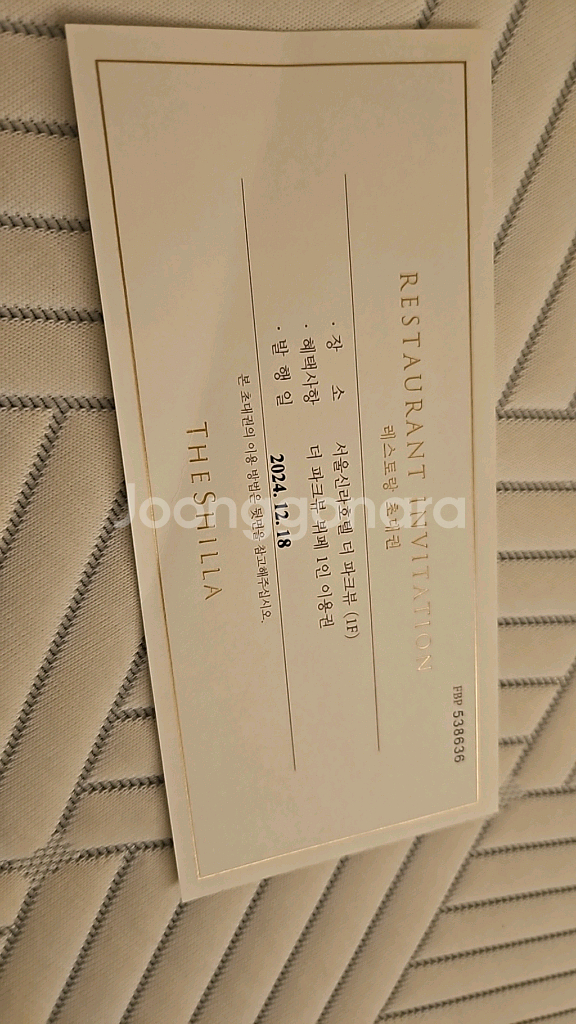 FBP 538636
RESTAURANT INVITATION
레스토랑 초대권
· 장 소 서울신라호텔 더 파크뷰 (1F)
· 혜택사항 더 파크뷰 뷔페 1인 이용권
· 발 행 일 2024. 12. 18
본 초대권의 이용 방법은 뒷면을 참고해주십시오.
THE SHILLA
Joonggonara